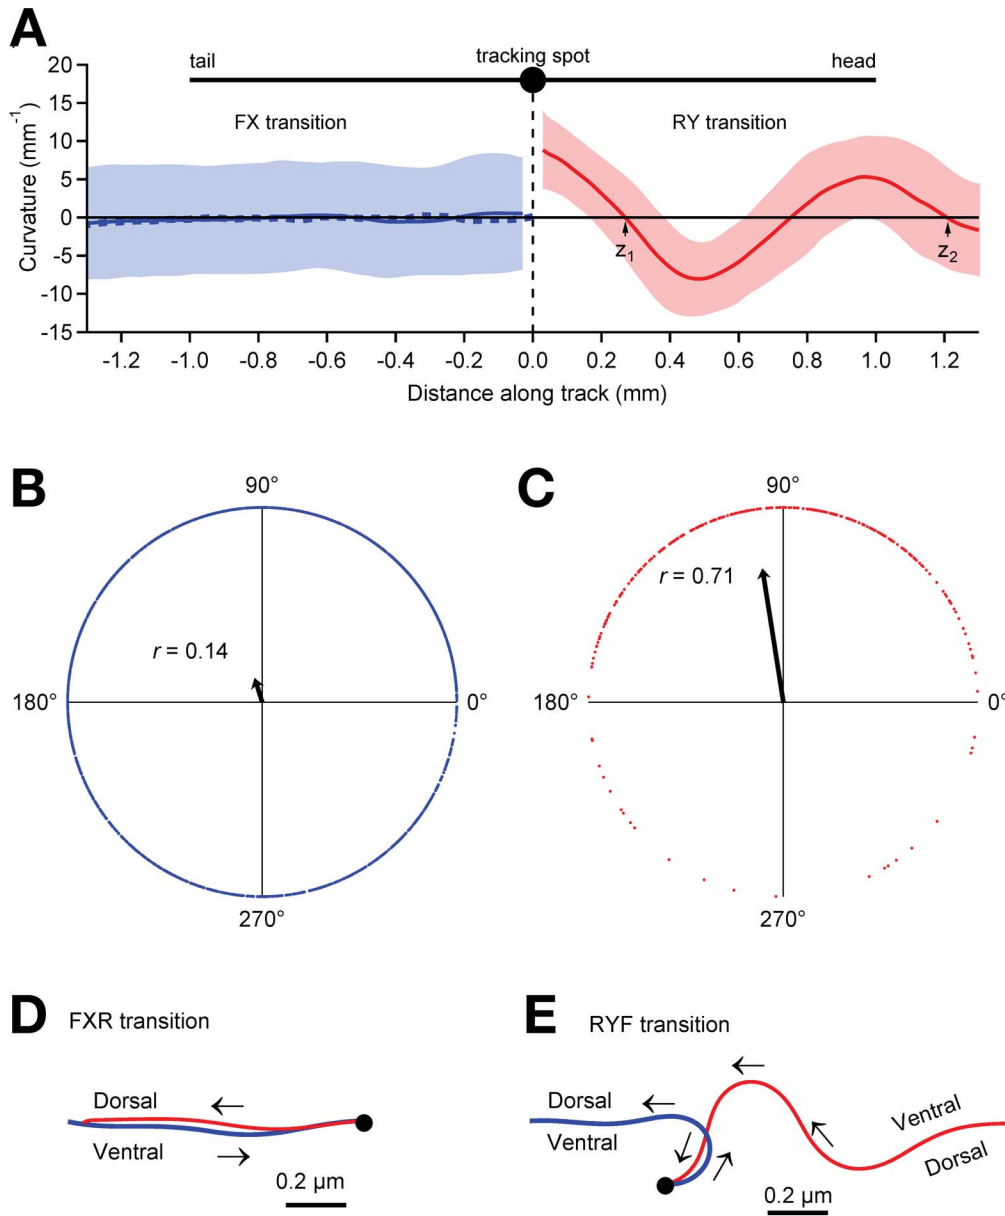 A
tail
tracking spot
head
20
15
10
5
0
-5
-10
-15
Curvature (mm-1)
FX transition
RY transition
z1
z2
-1.2 -1.0 -0.8 -0.6 -0.4 -0.2 0.0 0.2 0.4 0.6 0.8 1.0 1.2
Distance along track (mm)
B
90°
r = 0.14
180°
0°
270°
C
90°
r = 0.71
180°
0°
270°
D
FXR transition
Dorsal
Ventral
0.2 μm
E
RYF transition
Dorsal
Ventral
Ventral
Dorsal
0.2 μm